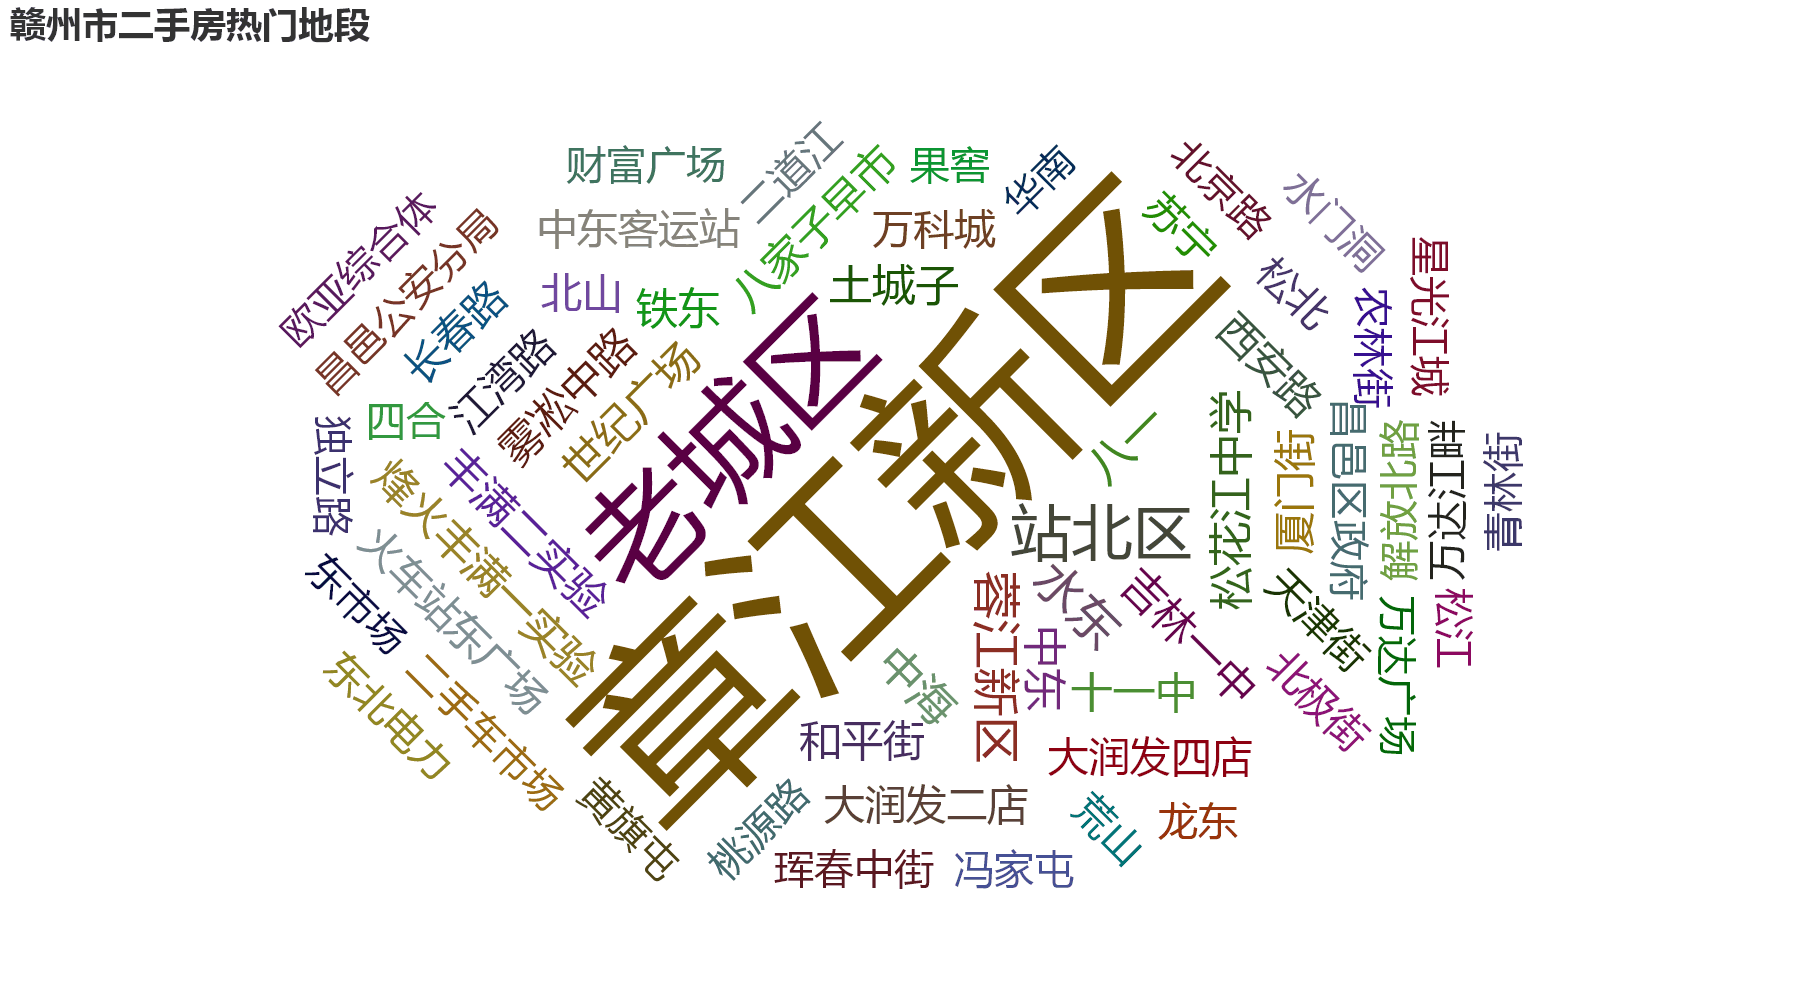 赣州市二手房热门地段
财富广场
二道江
八家子早市
果窖
华南
北京路
水门洞
欧亚综合体
昌邑公安分局
中东客运站
万科城
苏宁
星光江城
长春路
北山
铁东
土城子
松北
农林街
江湾路
雾凇中路
世纪广场
老城区
章江新区
西安路
四合
独立路
烽火丰满一实验
丰满二实验
八一
松花江中学
厦门街
昌邑区政府
解放北路
万达江畔
青林街
站北区
火车站东广场
东市场
蓉江新区
水东
吉林一中
天津街
万达广场
松江
东北电力
二手车市场
中海
中东
十一中
北极街
和平街
大润发四店
黄旗屯
桃源路
大润发二店
荒山
龙东
珲春中街
冯家屯